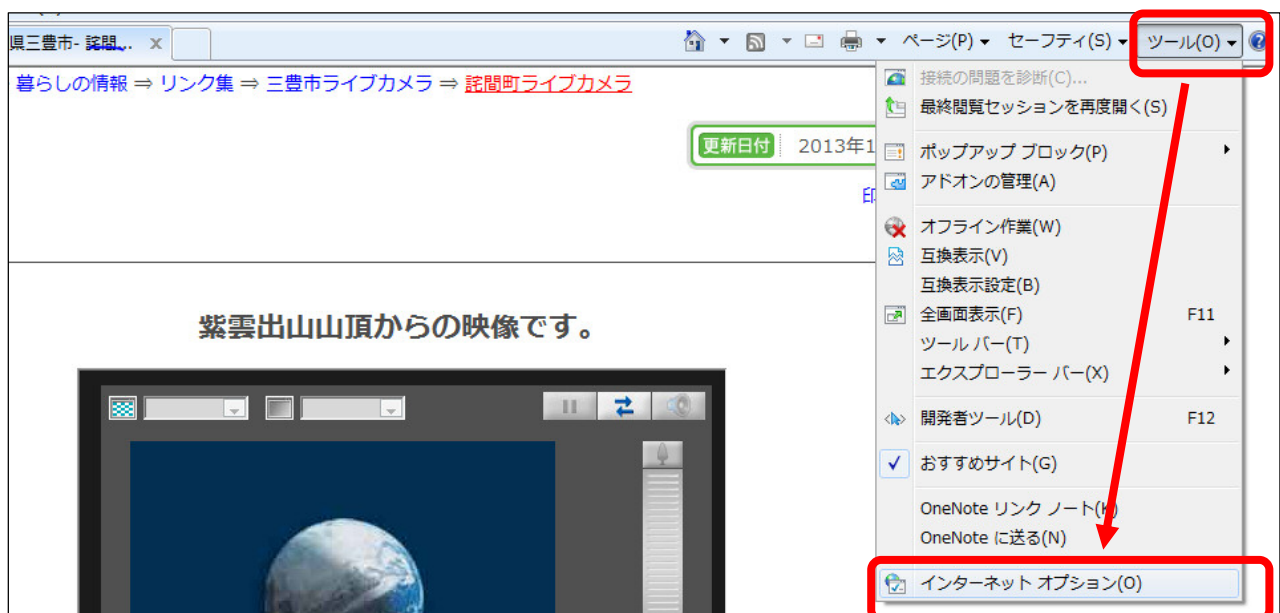 県三豊市- 詫間... x
ページ(P) セーフティ(S) ツール(O)
暮らしの情報 ⇒ リンク集 ⇒ 三豊市ライブカメラ ⇒ 詫間町ライブカメラ
更新日付 2013年1
印
紫雲出山山頂からの映像です。
接続の問題を診断(C)...
最終閲覧セッションを再度開く(S)
ポップアップ ブロック(P)
アドオンの管理(A)
オフライン作業(W)
互換表示(V)
互換表示設定(B)
全画面表示(F) F11
ツール バー(T)
エクスプローラー バー(X)
開発者ツール(D) F12
おすすめサイト(G)
OneNote リンク ノート(K)
OneNote に送る(N)
インターネット オプション(O)